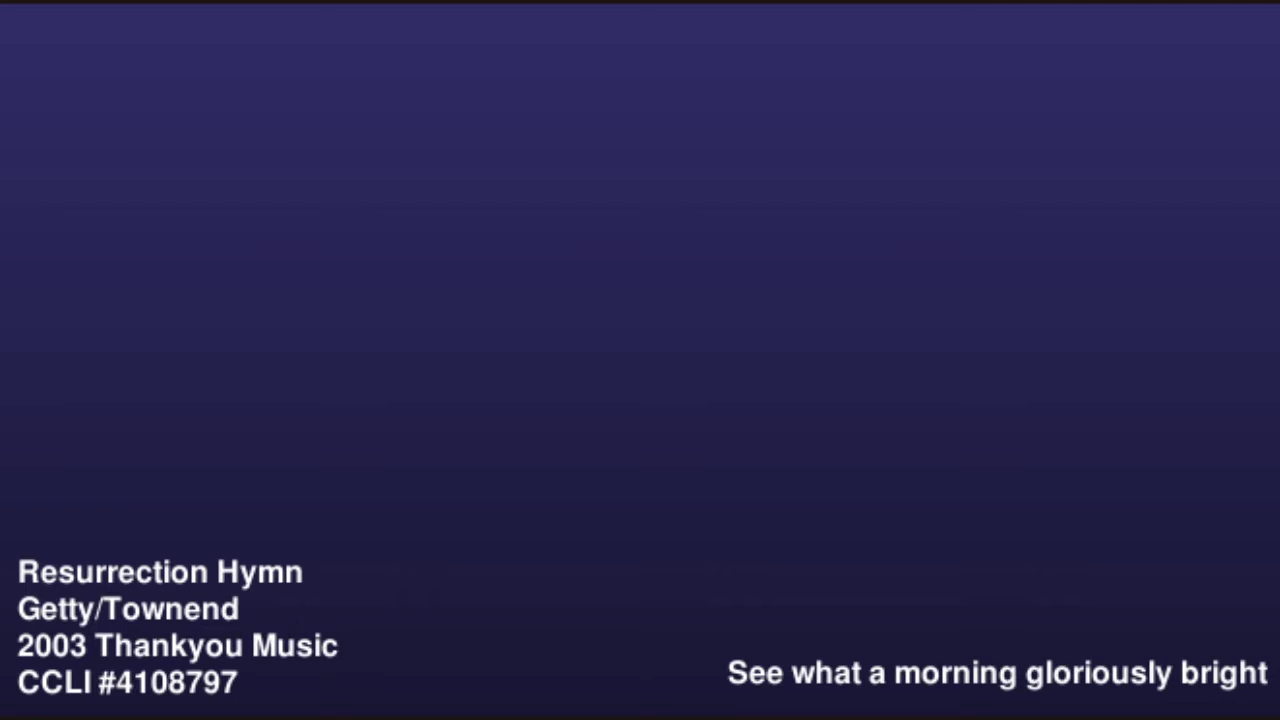 Resurrection Hymn
Getty/Townend
2003 Thankyou Music
CCLI #4108797
See what a morning gloriously bright